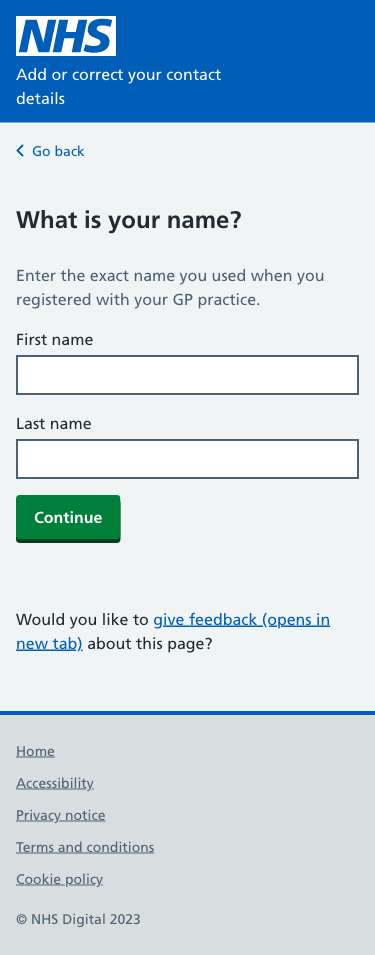 NHS
Add or correct your contact
details
Go back
What is your name?
Enter the exact name you used when you
registered with your GP practice.
First name
Last name
Continue
Would you like to give feedback (opens in
new tab) about this page?
Home
Accessibility
Privacy notice
Terms and conditions
Cookie policy
© NHS Digital 2023